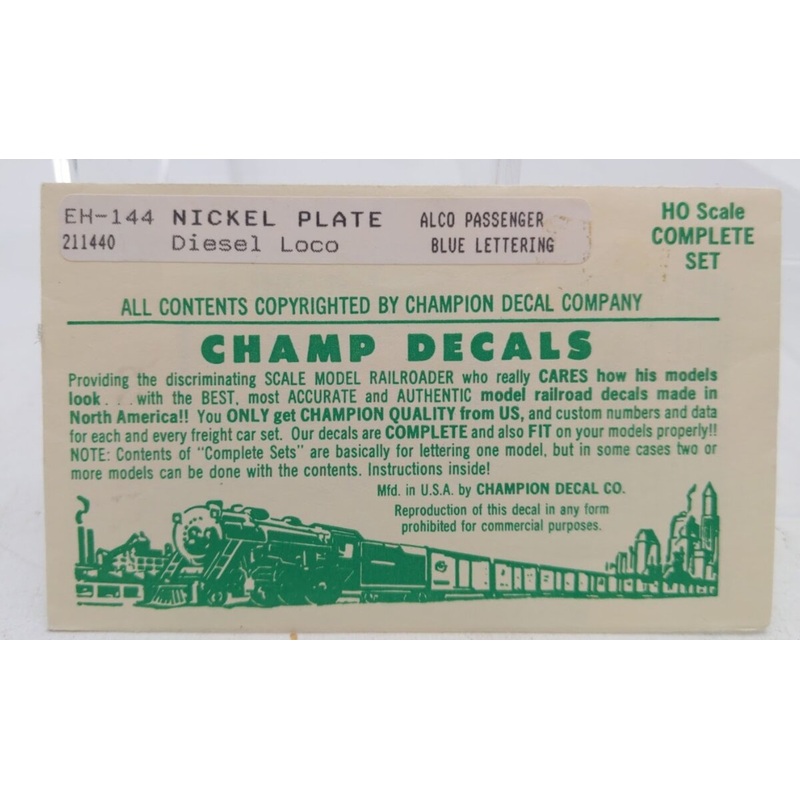 EH-144 NICKEL PLATE ALCO PASSENGER
211440 Diesel Loco BLUE LETTERING
HO Scale
COMPLETE
SET
ALL CONTENTS COPYRIGHTED BY CHAMPION DECAL COMPANY
CHAMP DECALS
Providing the discriminating SCALE MODEL RAILROADER who really CARES how his models
look . . . with the BEST, most ACCURATE and AUTHENTIC model railroad decals made in
North America!! You ONLY get CHAMPION QUALITY from US, and custom numbers and data
for each and every freight car set. Our decals are COMPLETE and also FIT on your models properly!!
NOTE: Contents of "Complete Sets" are basically for lettering one model, but in some cases two or
more models can be done with the contents. Instructions inside!
Mfd. in U.S.A. by CHAMPION DECAL CO.
Reproduction of this decal in any form
prohibited for commercial purposes.